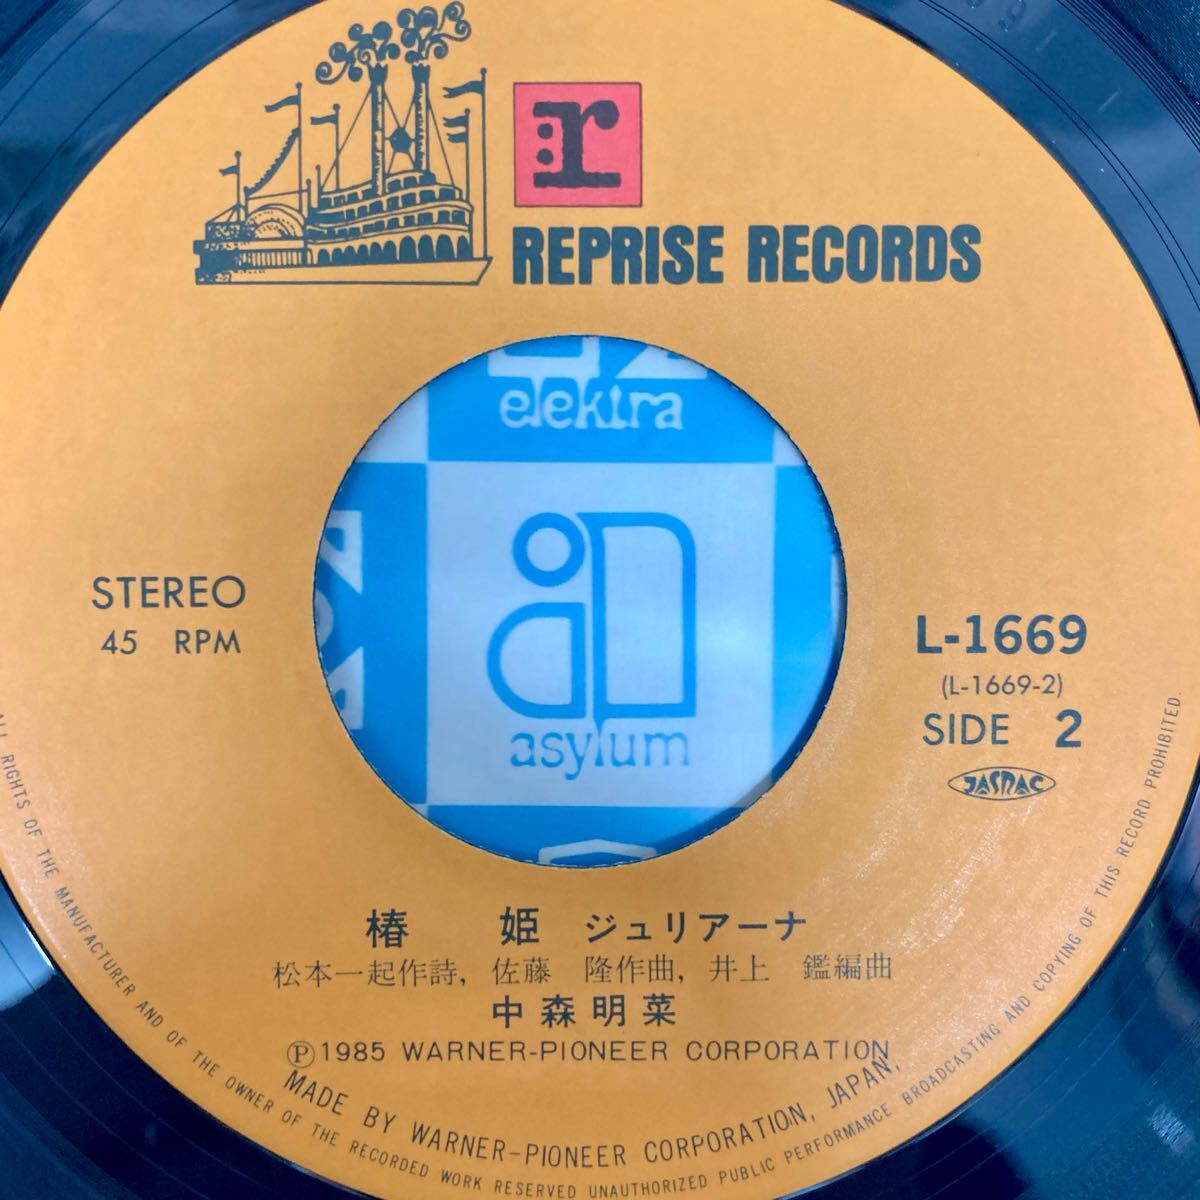 r
REPRISE RECORDS
elektra
asylum
STEREO
45 RPM
L-1669
(L-1669-2)
SIDE 2
JASRAC
椿 姫 ジュリアーナ
松本一起作詩, 佐藤 隆作曲, 井上 鑑編曲
中森明菜
Ⓟ1985 WARNER-PIONEER CORPORATION
MADE BY WARNER-PIONEER CORPORATION, JAPAN,
ALL RIGHTS OF THE MANUFACTURER AND OF THE OWNER OF THE RECORDED WORK RESERVED UNAUTHORIZED PUBLIC PERFORMANCE BROADCASTING AND COPYING OF THIS RECORD PROHIBITED.